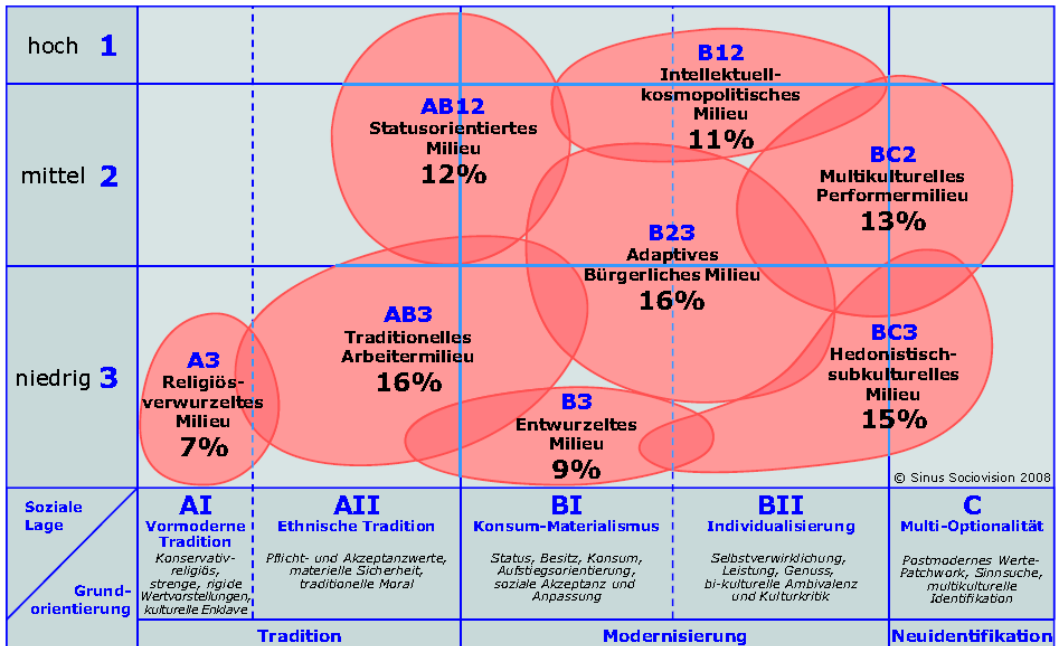 hoch 1
mittel 2
niedrig 3
B12
Intellektuell-
kosmopolitisches
Milieu
11%
AB12
Statusorientiertes
Milieu
12%
BC2
Multikulturelles
Performermilieu
13%
B23
Adaptives
Bürgerliches Milieu
16%
AB3
Traditionelles
Arbeitermilieu
16%
A3
Religiös-
verwurzeltes
Milieu
7%
BC3
Hedonistisch-
subkulturelles
Milieu
15%
B3
Entwurzeltes
Milieu
9%
© Sinus Sociovision 2008
Soziale
Lage
Grund-
orientierung
AI
Vormoderne
Tradition
Konservativ-
religiös,
strenge, rigide
Wertvorstellungen,
kulturelle Enklave
AII
Ethnische Tradition
Pflicht- und Akzeptanzwerte,
materielle Sicherheit,
traditionelle Moral
BI
Konsum-Materialismus
Status, Besitz, Konsum,
Aufstiegsorientierung,
soziale Akzeptanz und
Anpassung
BII
Individualisierung
Selbstverwirklichung,
Leistung, Genuss,
bi-kulturelle Ambivalenz
und Kulturkritik
C
Multi-Optionalität
Postmodernes Werte-
Patchwork, Sinnsuche,
multikulturelle
Identifikation
Tradition
Modernisierung
Neuidentifikation